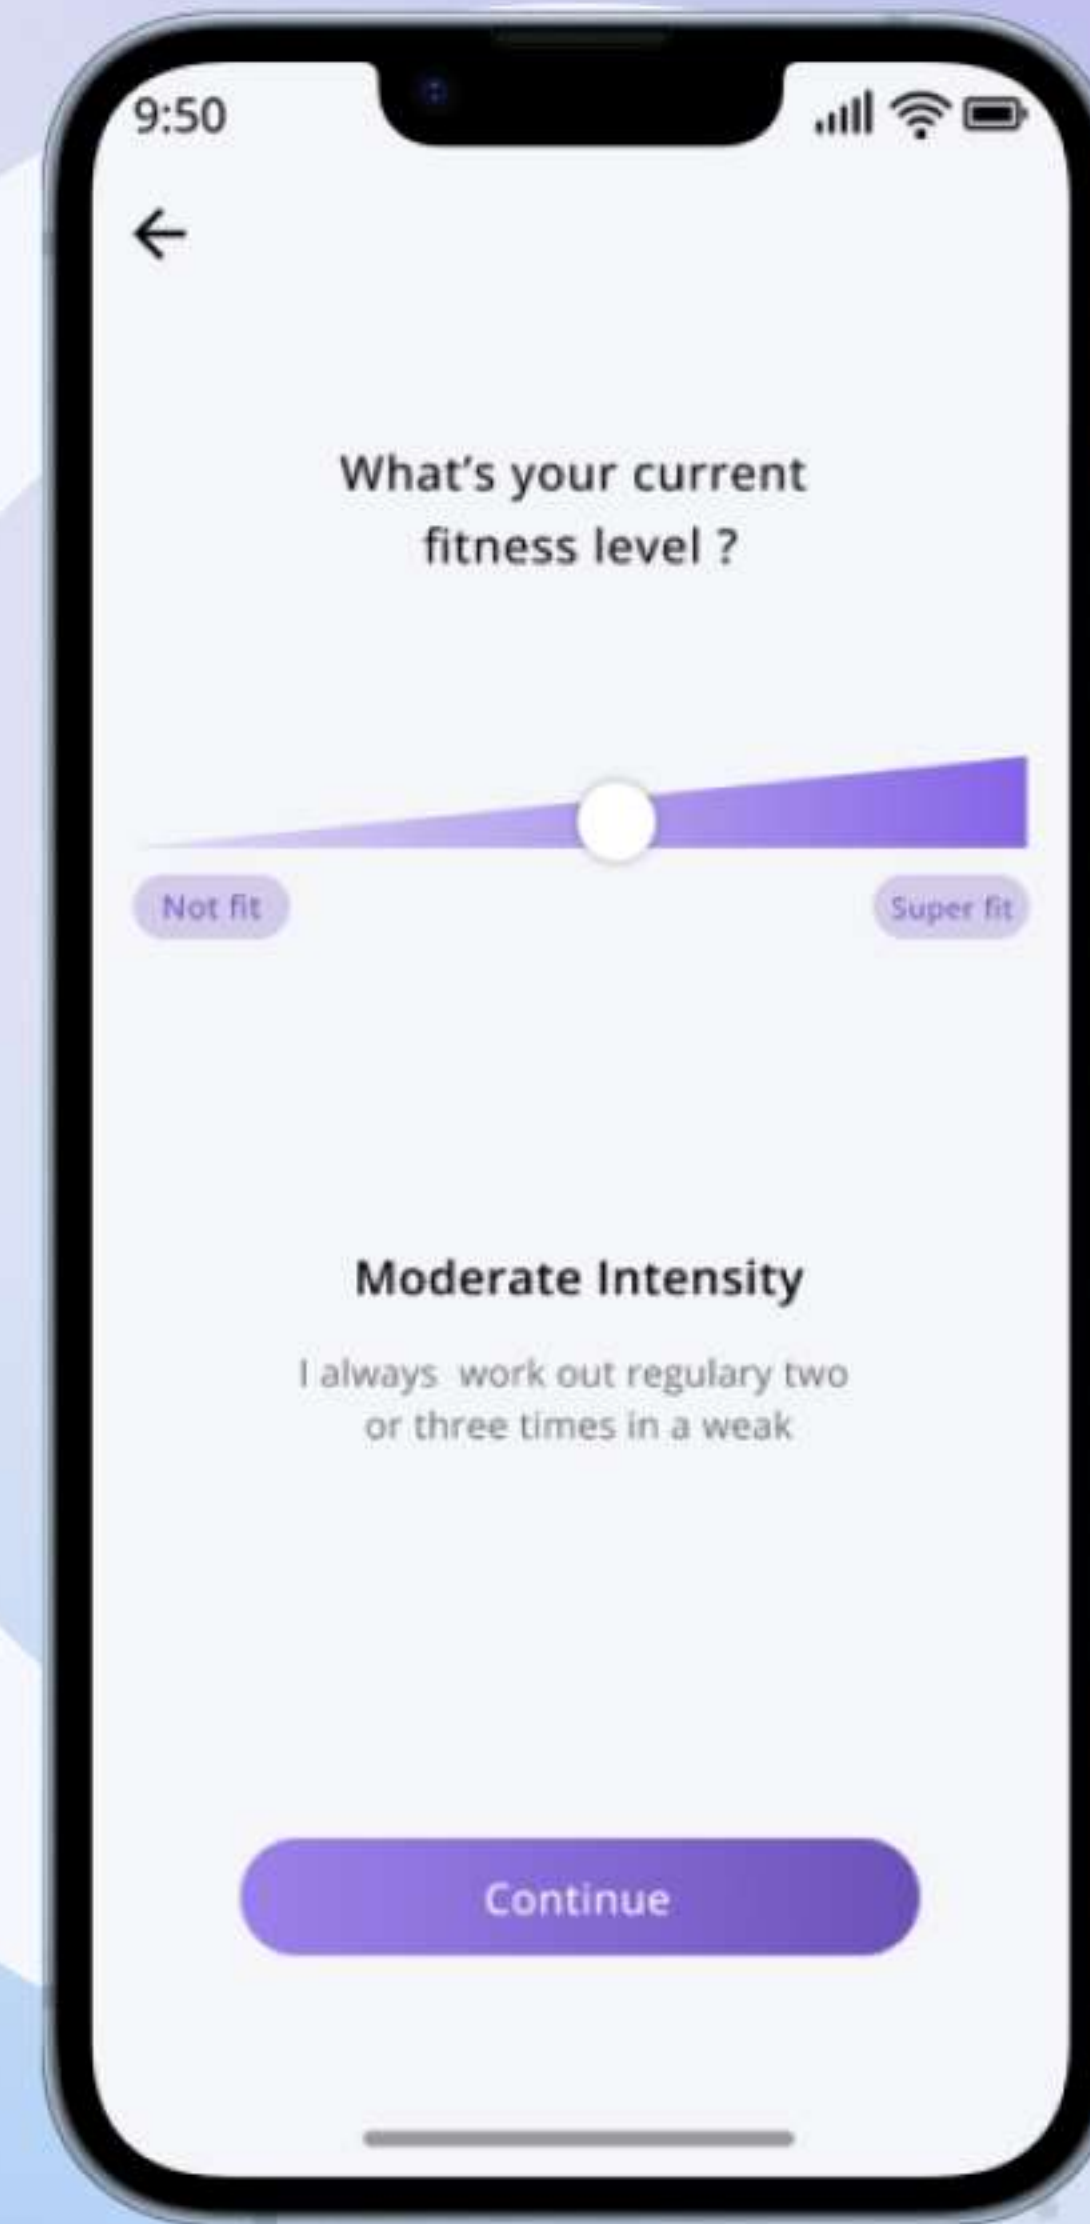 9:50
What's your current
fitness level ?
Not fit
Super fit
Moderate Intensity
I always  work out regulary two
or three times in a weak
Continue